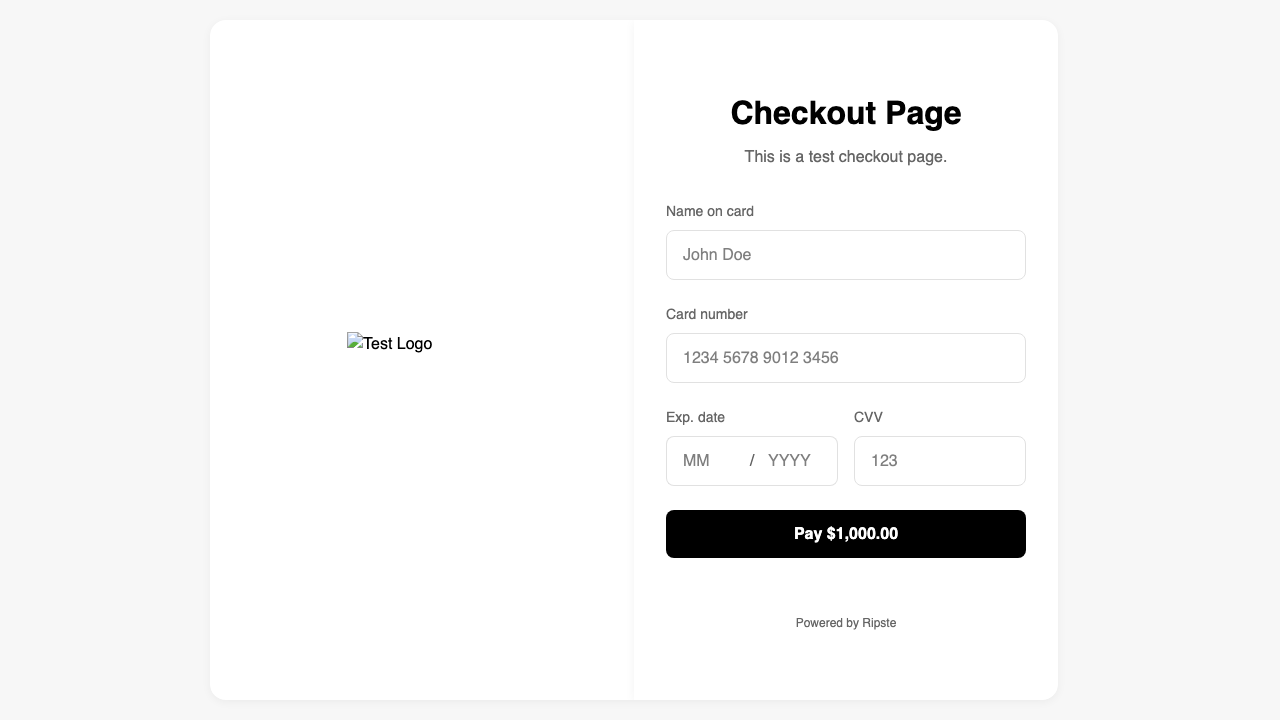 Test Logo
Checkout Page
This is a test checkout page.
Name on card
John Doe
Card number
1234 5678 9012 3456
Exp. date
CVV
MM / YYYY
123
Pay $1,000.00
Powered by Ripste